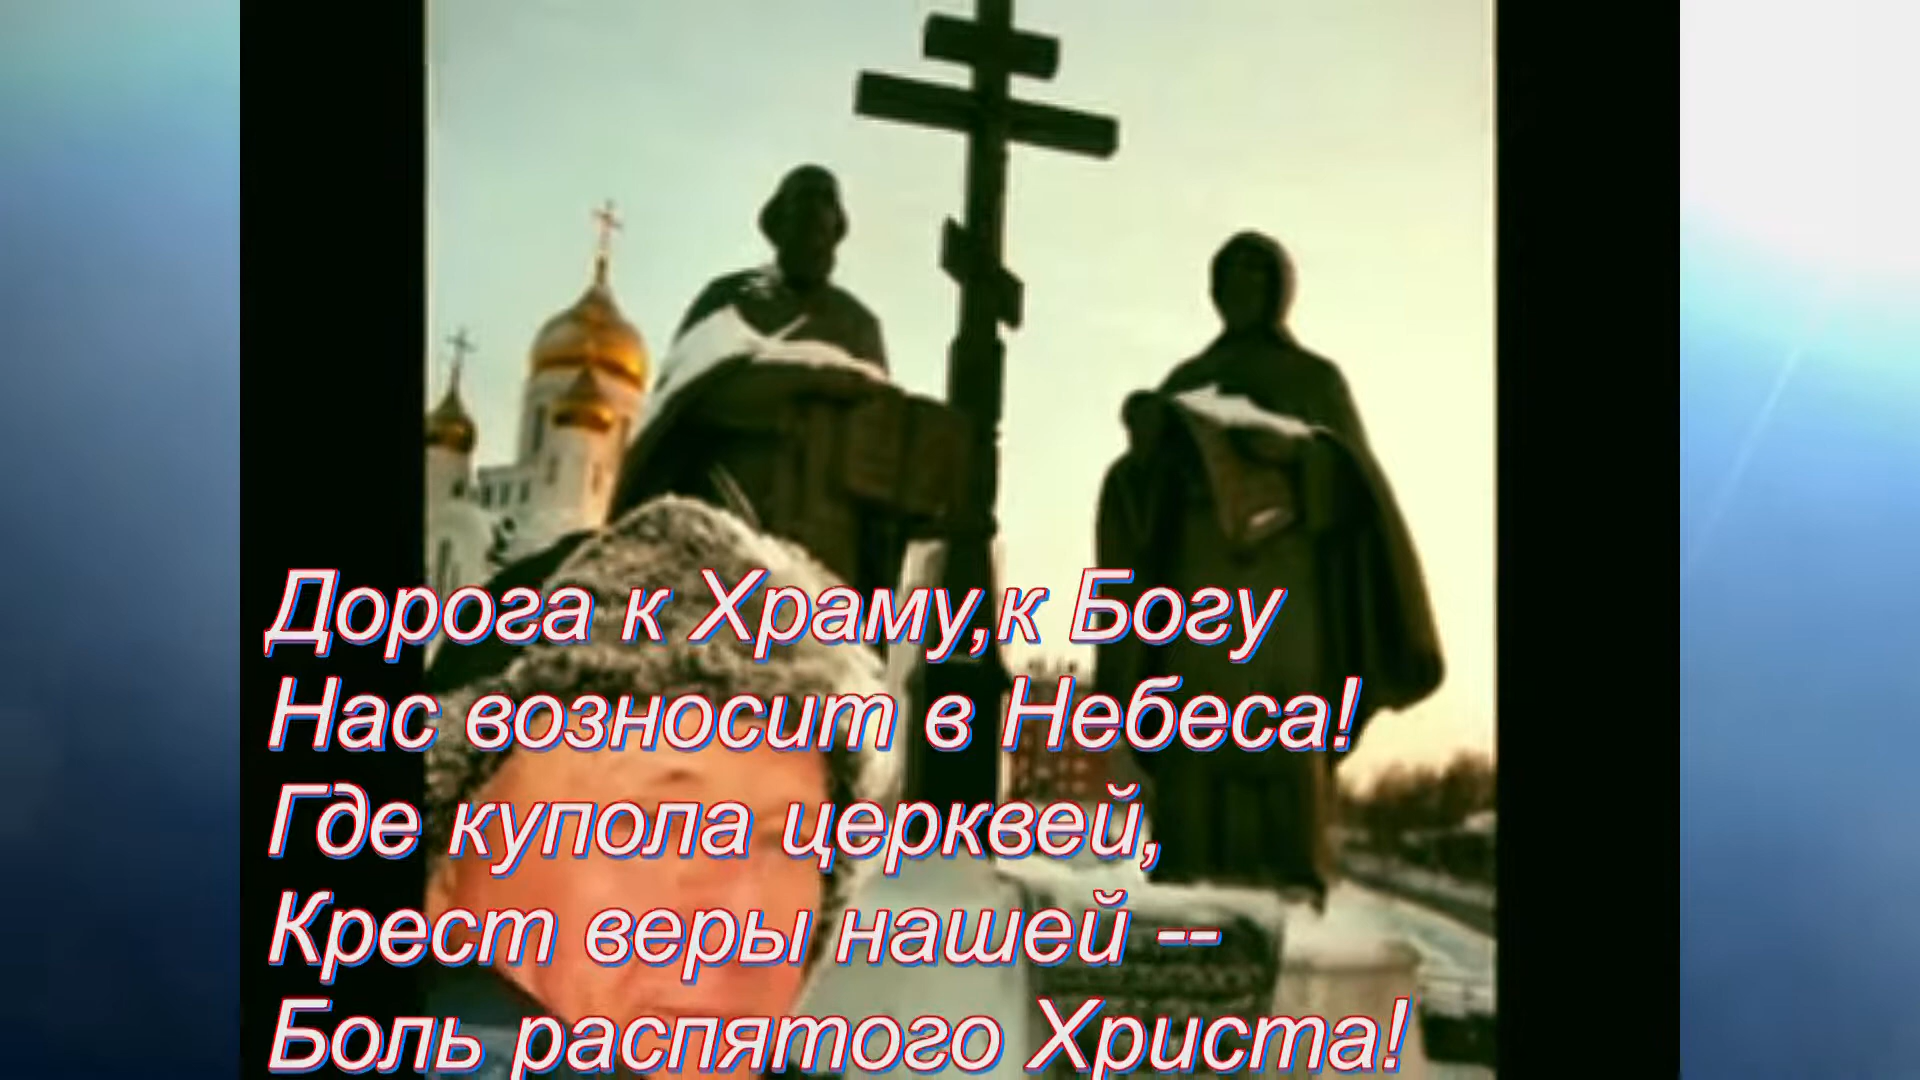 Дорога к Храму,к Богу
Нас возносит в Небеса!
Где купола церквей,
Крест веры нашей --
Боль распятого Христа!